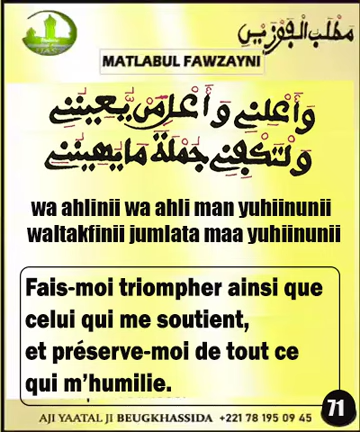 مطلب الفوزين
MATLABUL FAWZAYNI
وَأَعْلِنِي وَأَعْلِ مَنْ يُّعِينُنِي
وَلْتَكْفِنِي جُمْلَةَ مَا يُهِينُنِي
wa ahlinii wa ahli man yuhiinunii
waltakfinii jumlata maa yuhiinunii
Fais-moi triompher ainsi que
celui qui me soutient,
et préserve-moi de tout ce
qui m’humilie.
71
AJI YAATAL JI BEUGKHASSIDA +221 78 195 09 45